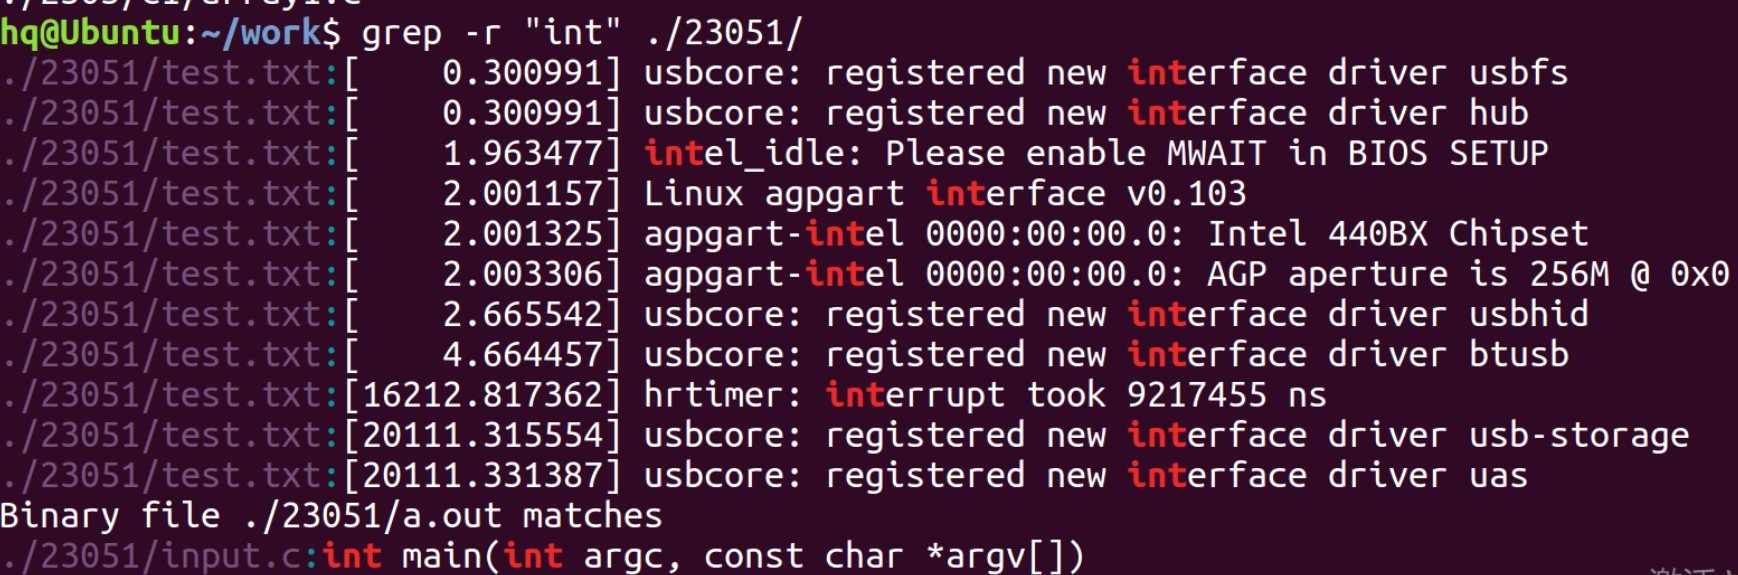 hq@Ubuntu:~/work$ grep -r "int" ./23051/
./23051/test.txt:[    0.300991] usbcore: registered new interface driver usbfs
./23051/test.txt:[    0.300991] usbcore: registered new interface driver hub
./23051/test.txt:[    1.963477] intel_idle: Please enable MWAIT in BIOS SETUP
./23051/test.txt:[    2.001157] Linux agpgart interface v0.103
./23051/test.txt:[    2.001325] agpgart-intel 0000:00:00.0: Intel 440BX Chipset
./23051/test.txt:[    2.003306] agpgart-intel 0000:00:00.0: AGP aperture is 256M @ 0x0
./23051/test.txt:[    2.665542] usbcore: registered new interface driver usbhid
./23051/test.txt:[    4.664457] usbcore: registered new interface driver btusb
./23051/test.txt:[16212.817362] hrtimer: interrupt took 9217455 ns
./23051/test.txt:[20111.315554] usbcore: registered new interface driver usb-storage
./23051/test.txt:[20111.331387] usbcore: registered new interface driver uas
Binary file ./23051/a.out matches
./23051/input.c:int main(int argc, const char *argv[])